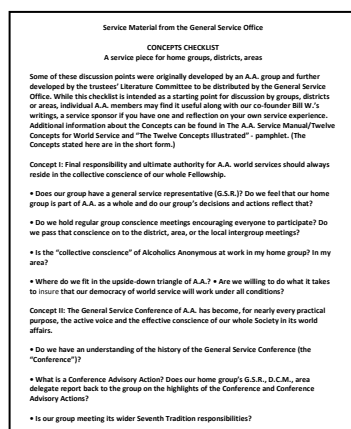 Service Material from the General Service Office
CONCEPTS CHECKLIST
A service piece for home groups, districts, areas
Some of these discussion points were originally developed by an A.A. group and further
developed by the trustees' Literature Committee to be distributed by the General Service
Office. While this checklist is intended as a starting point for discussion by groups, districts
or areas, individual A.A. members may find it useful along with our co-founder Bill W.'s
writings, a service sponsor if you have one and reflection on your own service experience.
Additional information about the Concepts can be found in The A.A. Service Manual/Twelve
Concepts for World Service and "The Twelve Concepts Illustrated" - pamphlet. (The
Concepts stated here are in the short form.)
Concept I: Final responsibility and ultimate authority for A.A. world services should always
reside in the collective conscience of our whole Fellowship.
• Does our group have a general service representative (G.S.R.)? Do we feel that our home
group is part of A.A. as a whole and do our group's decisions and actions reflect that?
• Do we hold regular group conscience meetings encouraging everyone to participate? Do
we pass that conscience on to the district, area, or the local intergroup meetings?
• Is the "collective conscience" of Alcoholics Anonymous at work in my home group? In my
area?
• Where do we fit in the upside-down triangle of A.A.? • Are we willing to do what it takes
to insure that our democracy of world service will work under all conditions?
Concept II: The General Service Conference of A.A. has become, for nearly every practical
purpose, the active voice and the effective conscience of our whole Society in its world
affairs.
• Do we have an understanding of the history of the General Service Conference (the
"Conference")?
• What is a Conference Advisory Action? Does our home group's G.S.R., D.C.M., area
delegate report back to the group on the highlights of the Conference and Conference
Advisory Actions?
• Is our group meeting its wider Seventh Tradition responsibilities?